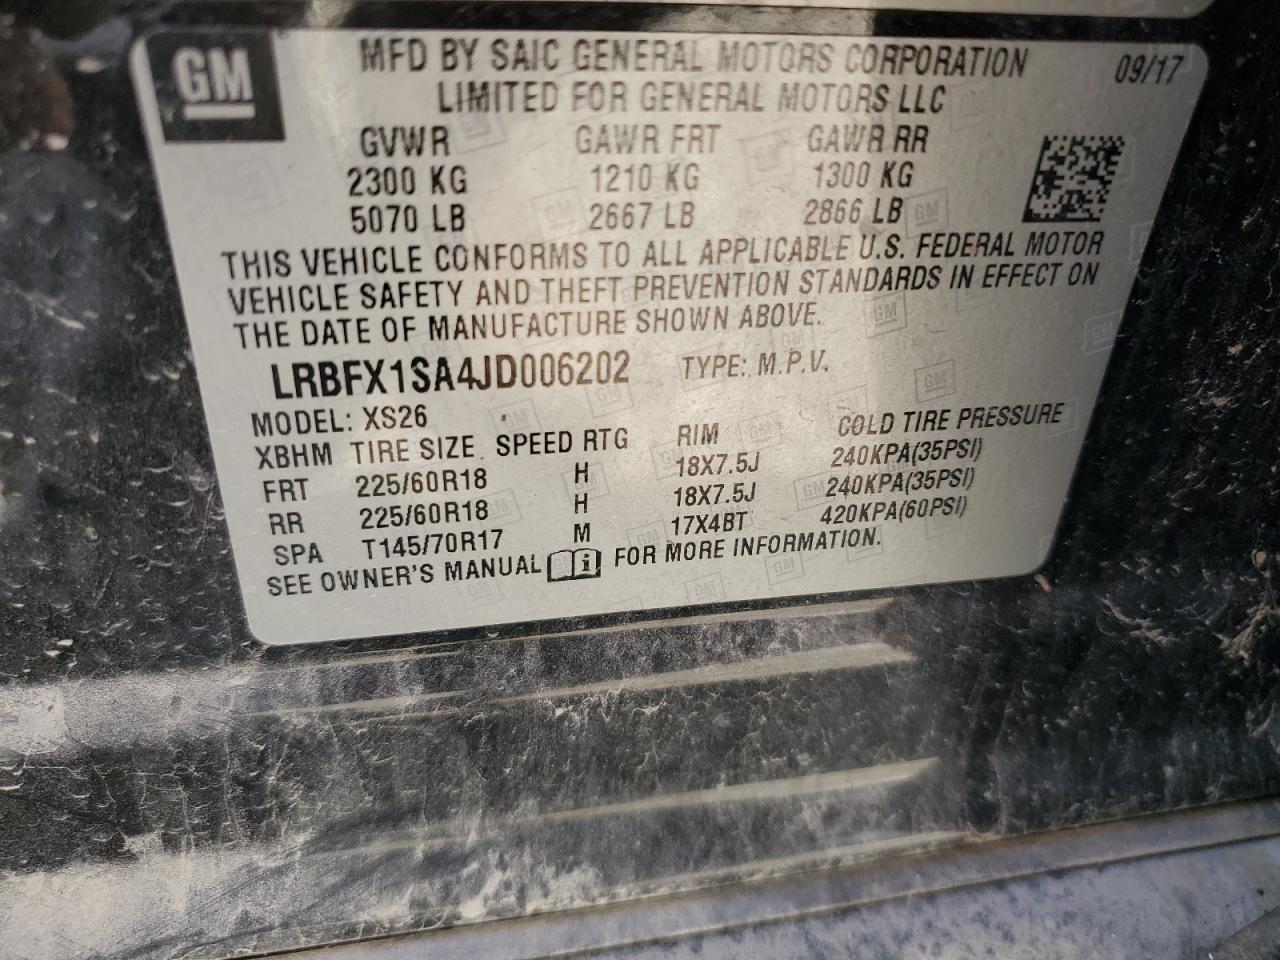 GM
MFD BY SAIC GENERAL MOTORS CORPORATION 09/17
LIMITED FOR GENERAL MOTORS LLC
GVWR GAWR FRT GAWR RR
2300 KG 1210 KG 1300 KG
5070 LB 2667 LB 2866 LB
THIS VEHICLE CONFORMS TO ALL APPLICABLE U.S. FEDERAL MOTOR
VEHICLE SAFETY AND THEFT PREVENTION STANDARDS IN EFFECT ON
THE DATE OF MANUFACTURE SHOWN ABOVE.
LRBFX1SA4JD006202 TYPE: M.P.V.
MODEL: XS26
XBHM TIRE SIZE SPEED RTG RIM COLD TIRE PRESSURE
FRT 225/60R18 H 18X7.5J 240KPA(35PSI)
RR 225/60R18 H 18X7.5J 240KPA(35PSI)
SPA T145/70R17 M 17X4BT 420KPA(60PSI)
SEE OWNER'S MANUAL i FOR MORE INFORMATION.